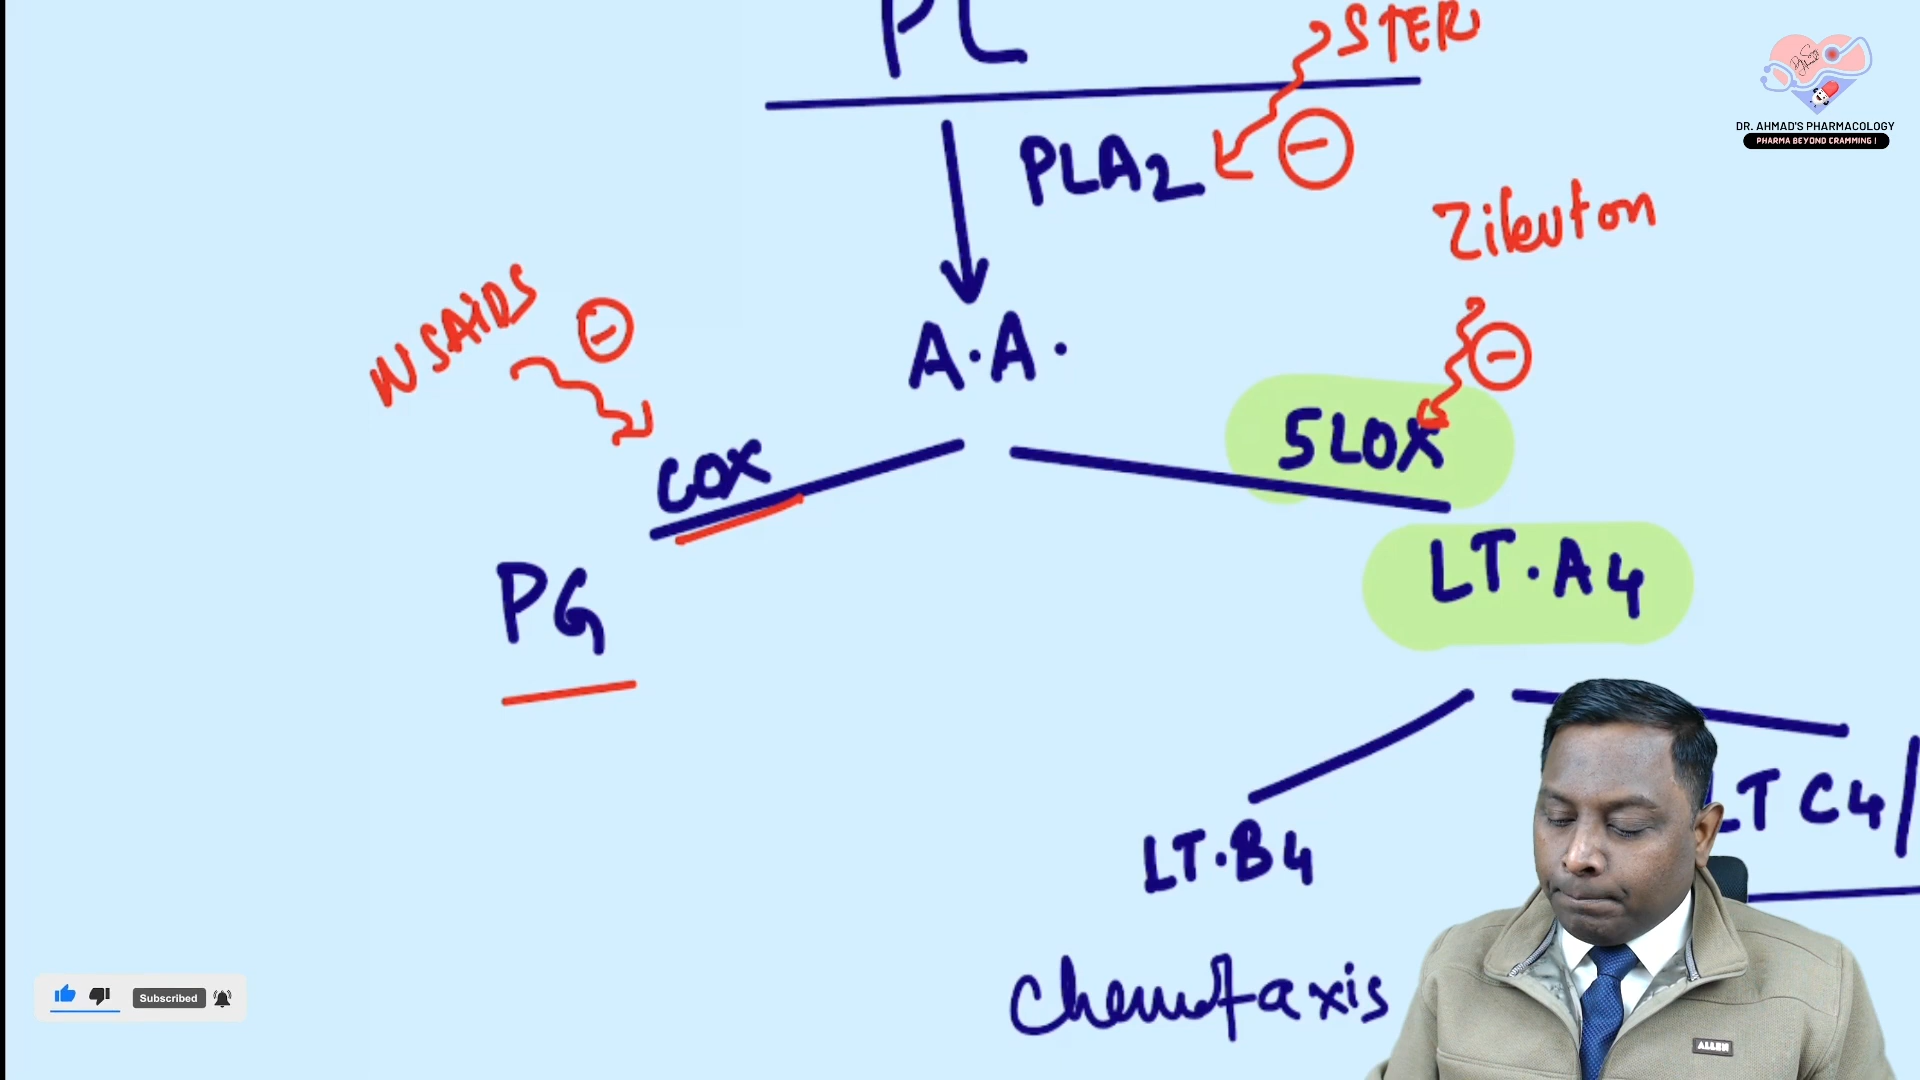 PL
STER
DR. AHMAD'S PHARMACOLOGY
PHARMA BEYOND CRAMMING !
PLA2
Zileuton
NSAIDS
A.A.
COX
5LOX
LT.A4
PG
LT.B4
LT C4/
Chemotaxis
Subscribed
ALLEN